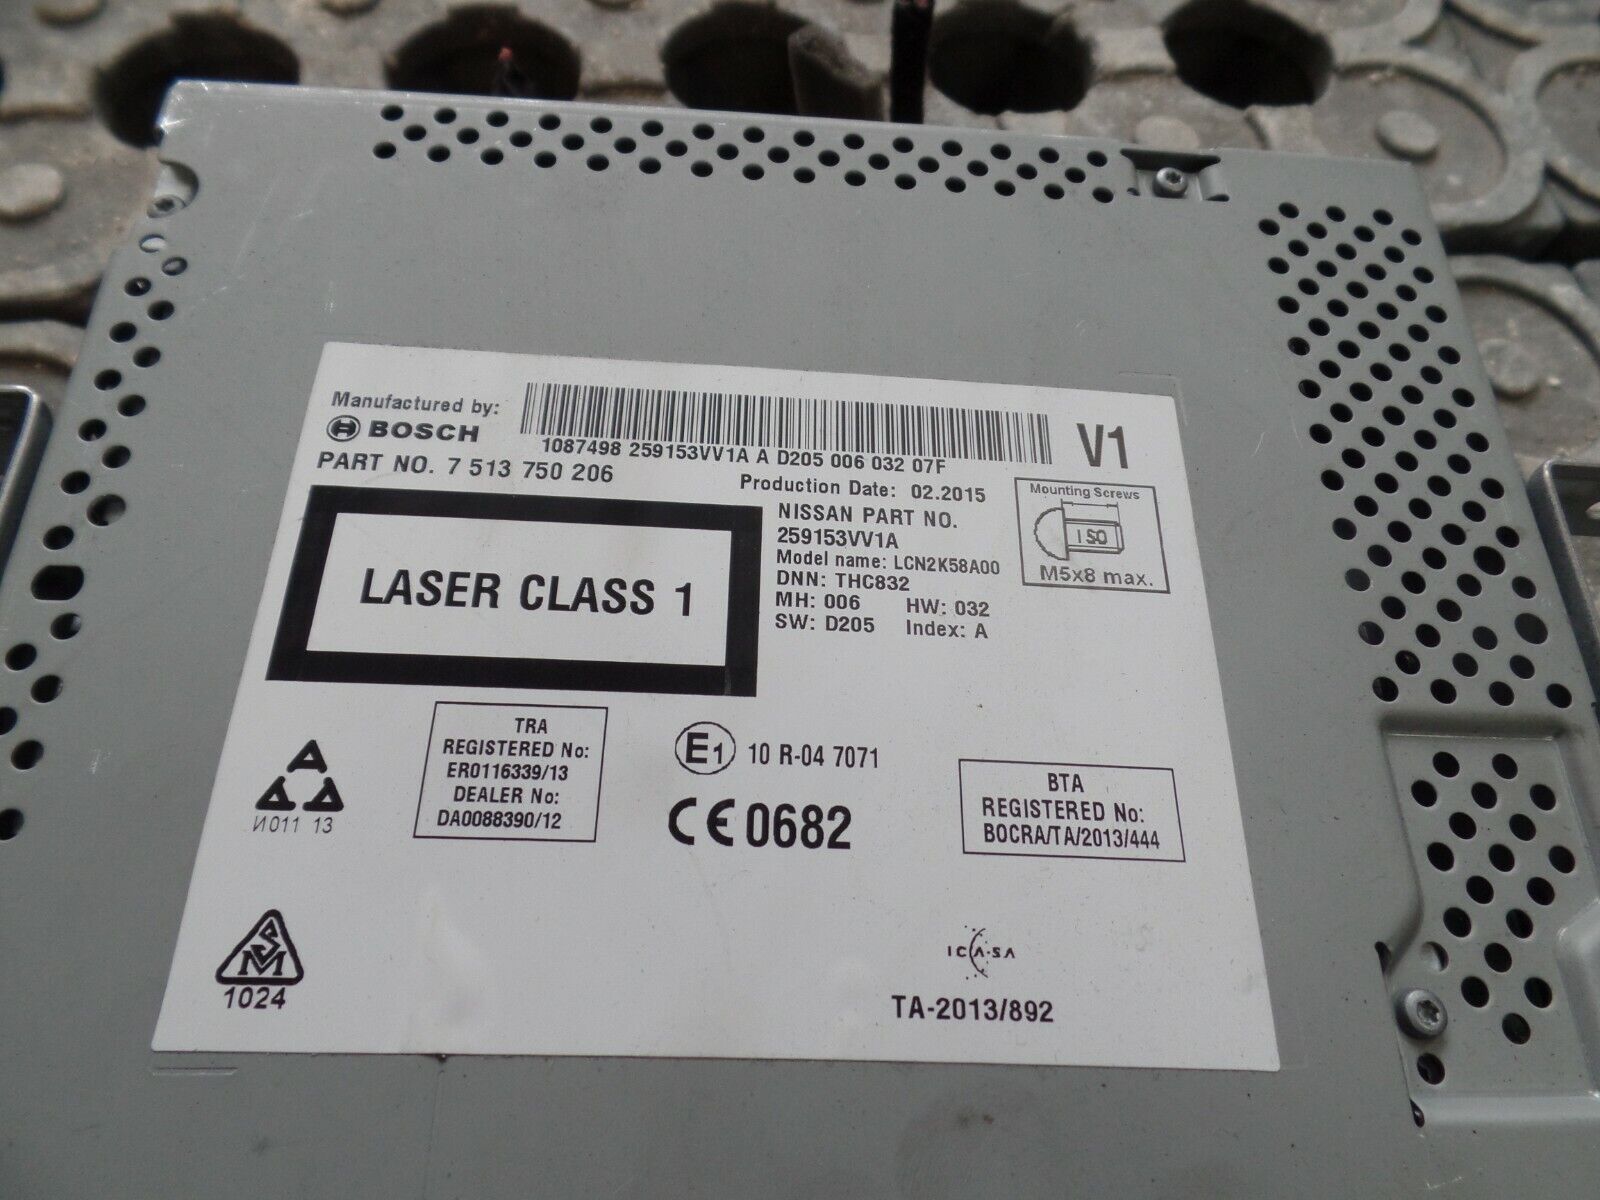 Manufactured by:
BOSCH
1087498 259153VV1A A D205 006 032 07F
V1
PART NO. 7 513 750 206
Production Date: 02.2015
NISSAN PART NO.
259153VV1A
Model name: LCN2K58A00
DNN: THC832
MH: 006 HW: 032
SW: D205 Index: A
Mounting Screws
ISO
M5x8 max.
LASER CLASS 1
TRA
REGISTERED No:
ER0116339/13
DEALER No:
DA0088390/12
И011 13
E1 10 R-04 7071
CE 0682
BTA
REGISTERED No:
BOCRA/TA/2013/444
1024
ICASA
TA-2013/892